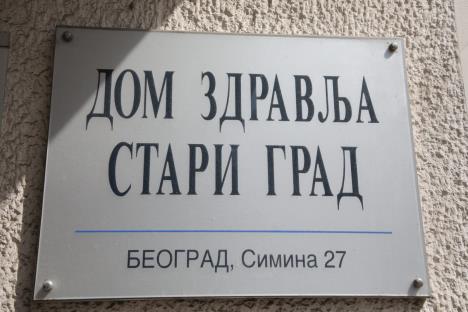 ДОМ ЗДРАВЉА
СТАРИ ГРАД
БЕОГРАД, Симина 27